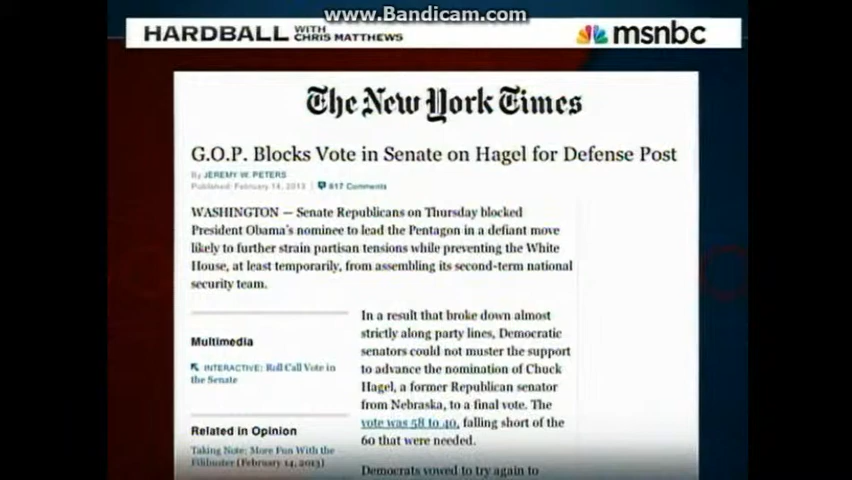 www.Bandicam.com
HARDBALL WITH CHRIS MATTHEWS
msnbc
The New York Times
G.O.P. Blocks Vote in Senate on Hagel for Defense Post
By JEREMY W. PETERS
Published: February 14, 2013 | 617 Comments
WASHINGTON — Senate Republicans on Thursday blocked
President Obama's nominee to lead the Pentagon in a defiant move
likely to further strain partisan tensions while preventing the White
House, at least temporarily, from assembling its second-term national
security team.
In a result that broke down almost
strictly along party lines, Democratic
senators could not muster the support
to advance the nomination of Chuck
Hagel, a former Republican senator
from Nebraska, to a final vote. The
vote was 58 to 40, falling short of the
60 that were needed.
Democrats vowed to try again to
Multimedia
INTERACTIVE: Roll Call Vote in
the Senate
Related in Opinion
Taking Note: More Fun With the
Filibuster (February 14, 2013)